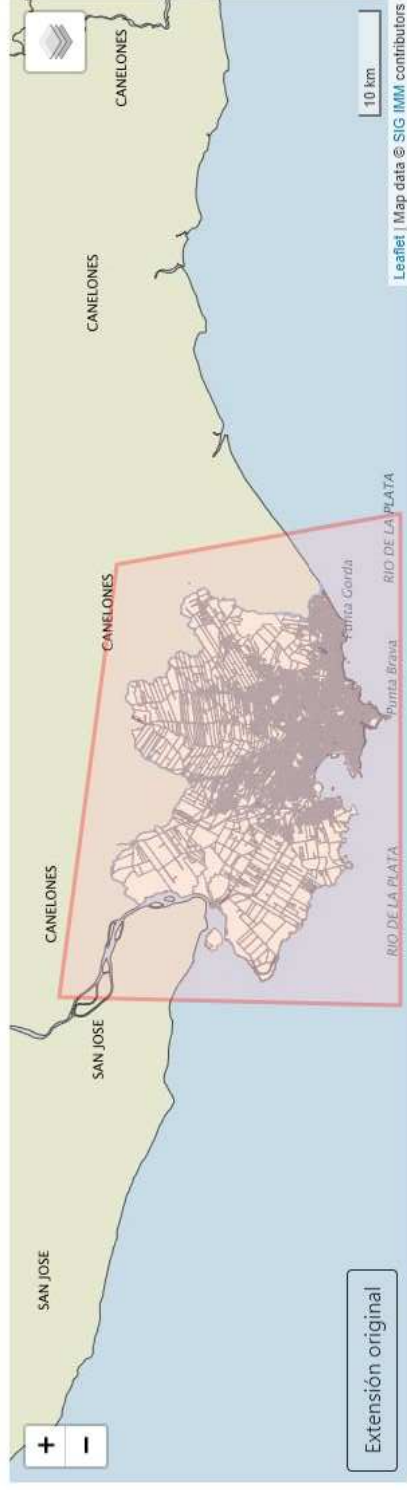 +
−
SAN JOSE
SAN JOSE
CANELONES
CANELONES
CANELONES
CANELONES
Punta Gorda
Punta Brava
RIO DE LA PLATA
RIO DE LA PLATA
Extensión original
10 km
Leaflet | Map data © SIG IMM contributors